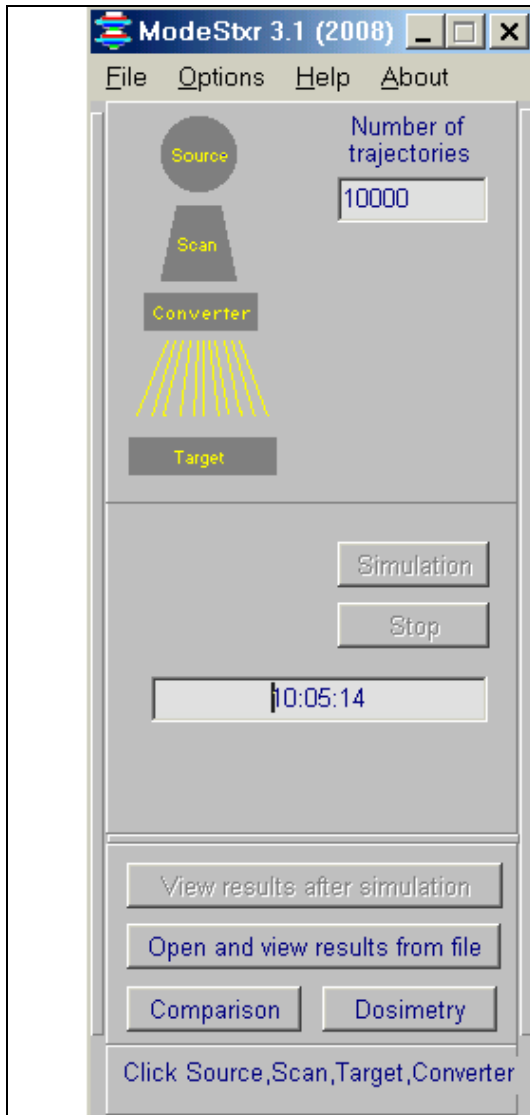 ModeStxr 3.1 (2008)
File Options Help About
Number of
trajectories
10000
Source
Scan
Converter
Target
Simulation
Stop
10:05:14
View results after simulation
Open and view results from file
Comparison Dosimetry
Click Source,Scan,Target,Converter